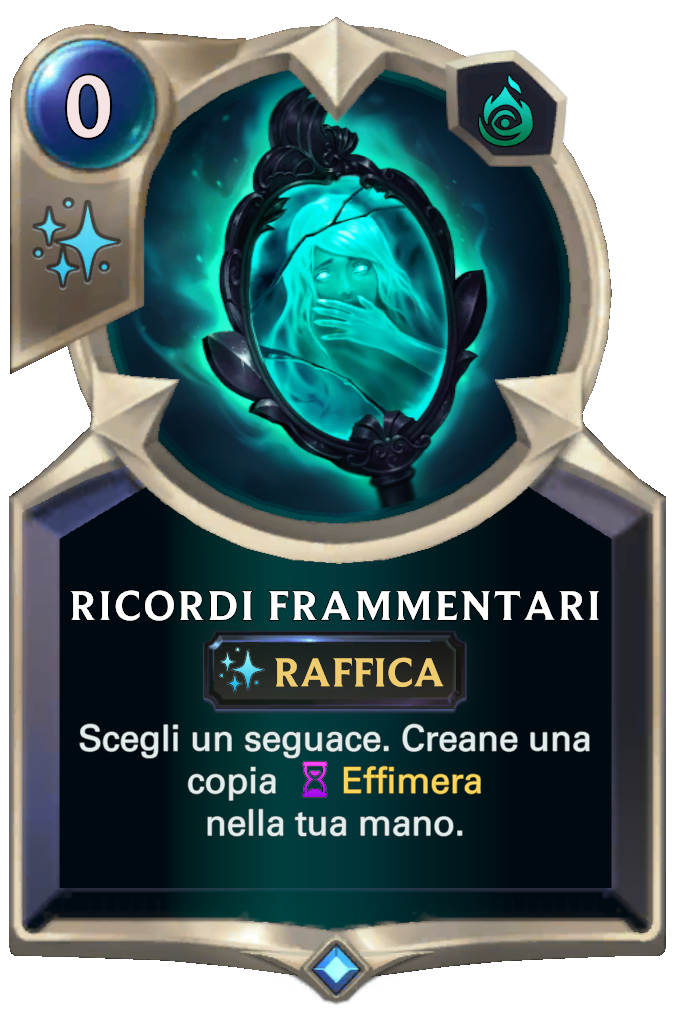 0
RICORDI FRAMMENTARI
RAFFICA
Scegli un seguace. Creane una
copia Effimera
nella tua mano.